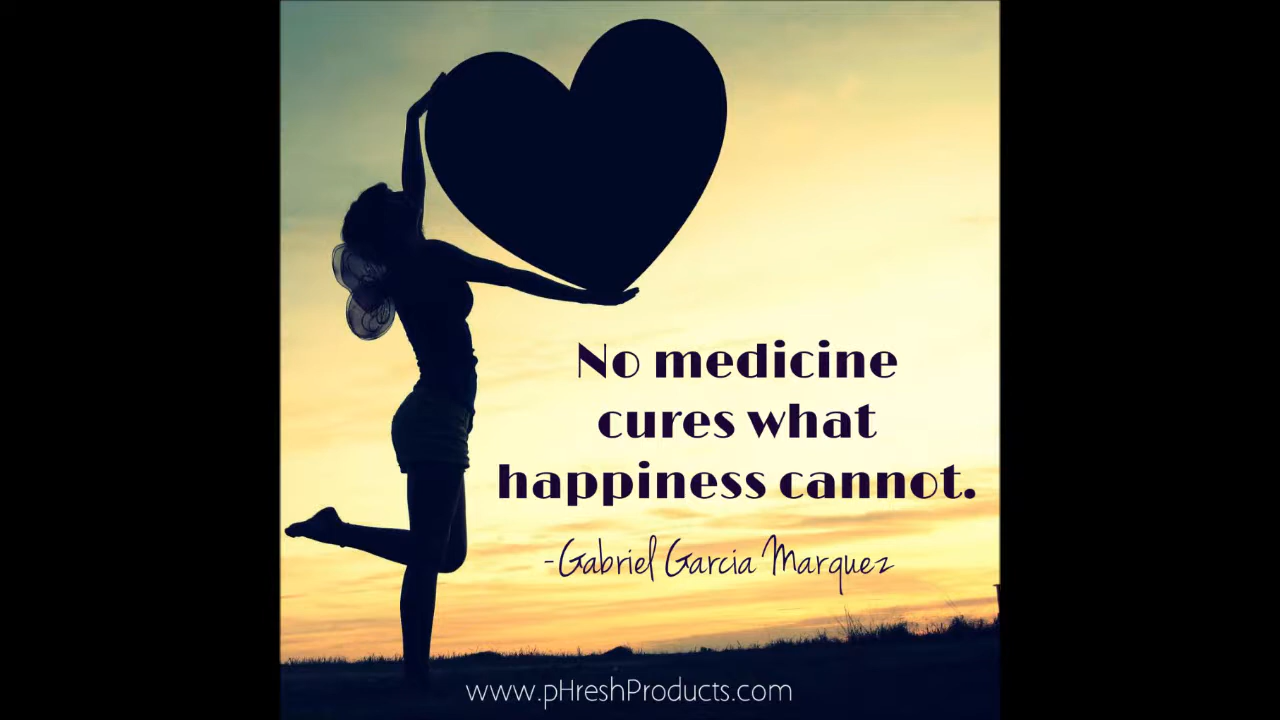 No medicine
cures what
happiness cannot.
-Gabriel Garcia Marquez
www.pHreshProducts.com